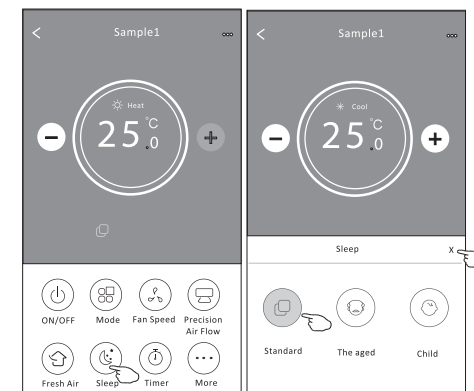 Sample1
Heat
25.0 °C
ON/OFF
Mode
Fan Speed
Precision
Air Flow
Fresh Air
Sleep
Timer
More
Sample1
Cool
25.0 °C
Sleep
X
Standard
The aged
Child